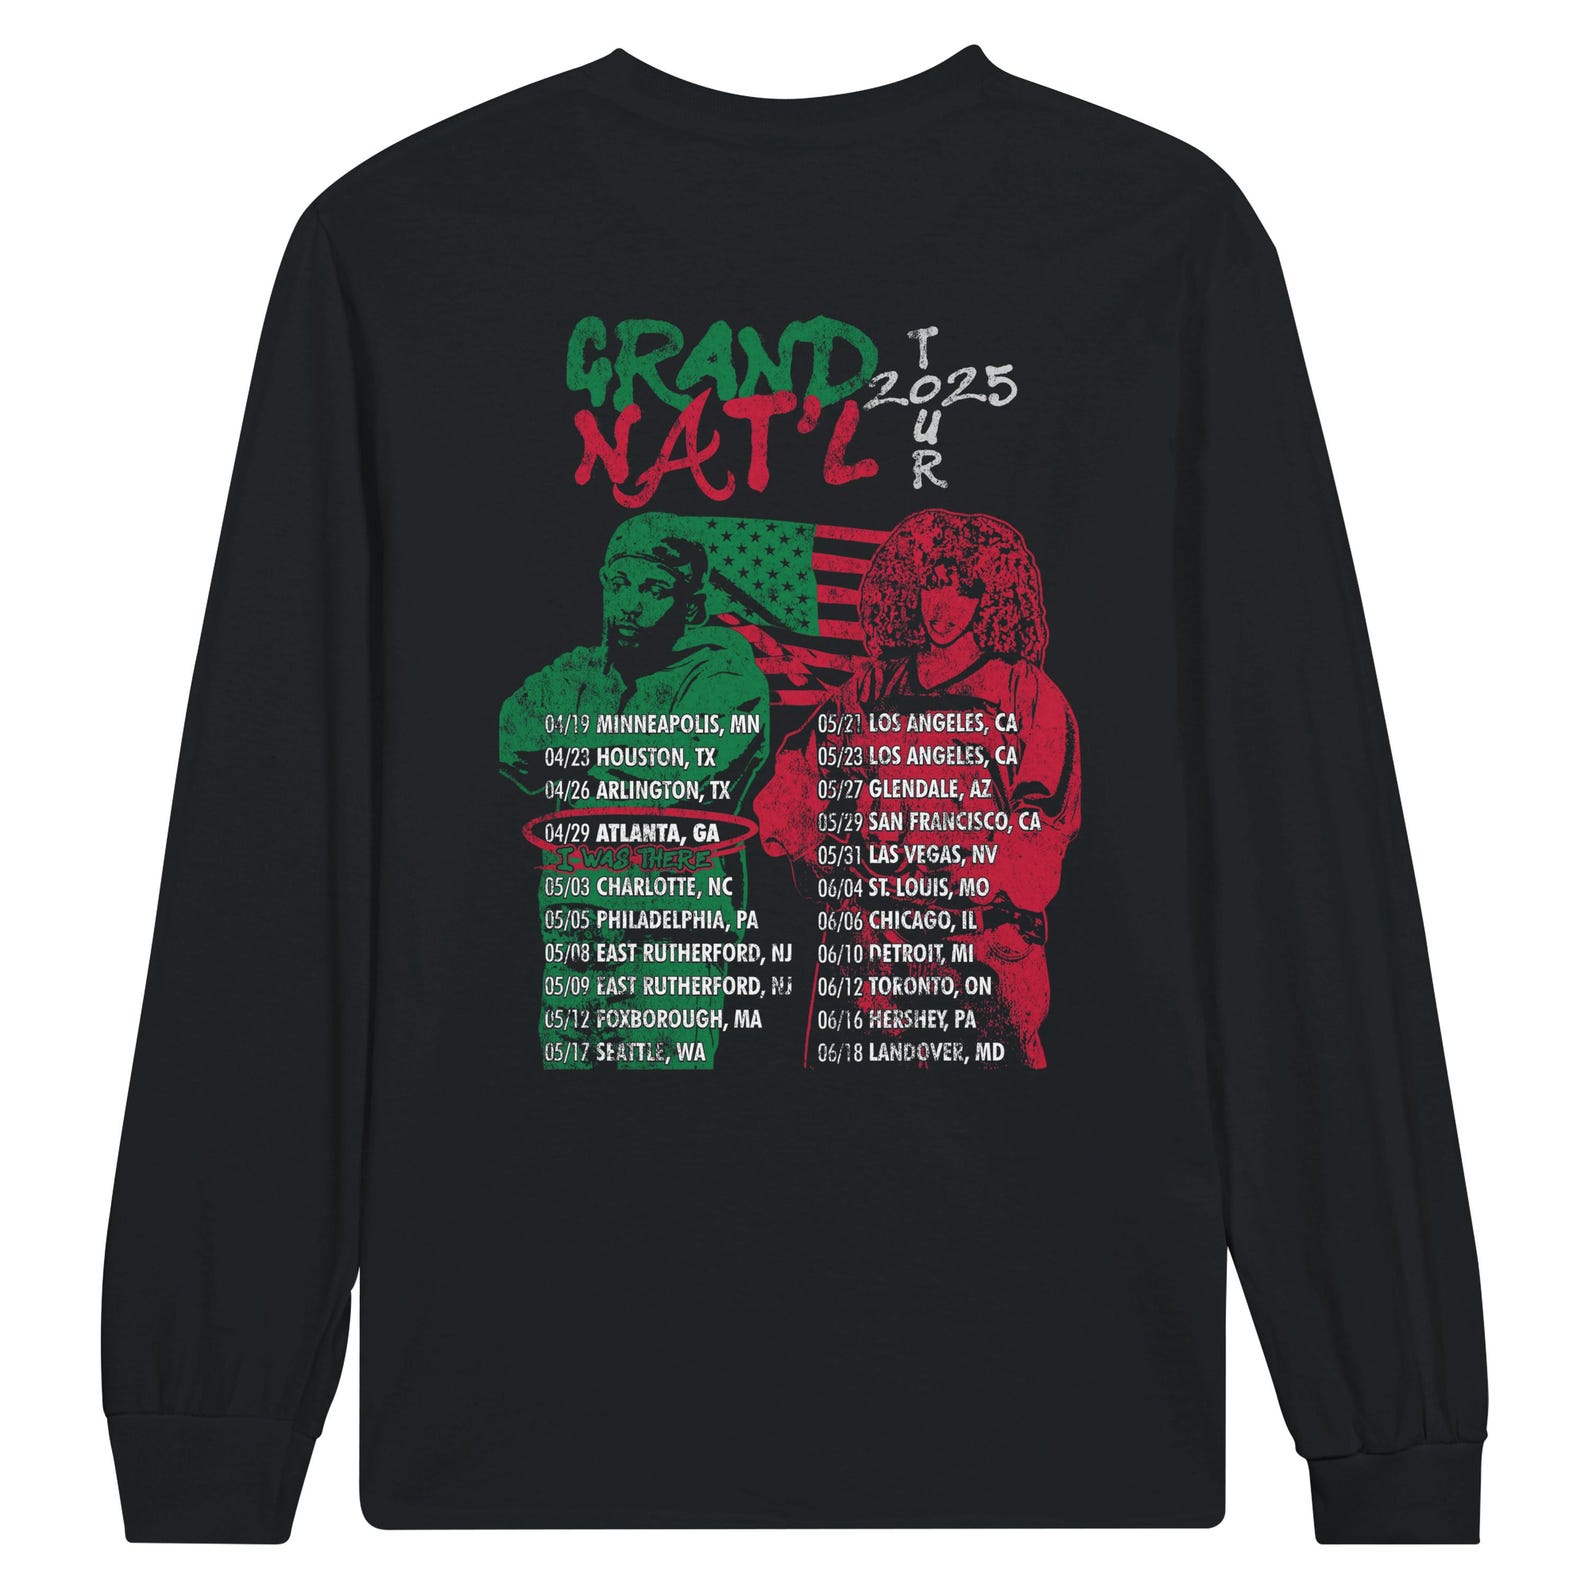 GRAND
NAT'L
2025
TOUR
04/19 MINNEAPOLIS, MN
04/23 HOUSTON, TX
04/26 ARLINGTON, TX
04/29 ATLANTA, GA
I WAS THERE
05/03 CHARLOTTE, NC
05/05 PHILADELPHIA, PA
05/08 EAST RUTHERFORD, NJ
05/09 EAST RUTHERFORD, NJ
05/12 FOXBOROUGH, MA
05/17 SEATTLE, WA
05/21 LOS ANGELES, CA
05/23 LOS ANGELES, CA
05/27 GLENDALE, AZ
05/29 SAN FRANCISCO, CA
05/31 LAS VEGAS, NV
06/04 ST. LOUIS, MO
06/06 CHICAGO, IL
06/10 DETROIT, MI
06/12 TORONTO, ON
06/16 HERSHEY, PA
06/18 LANDOVER, MD